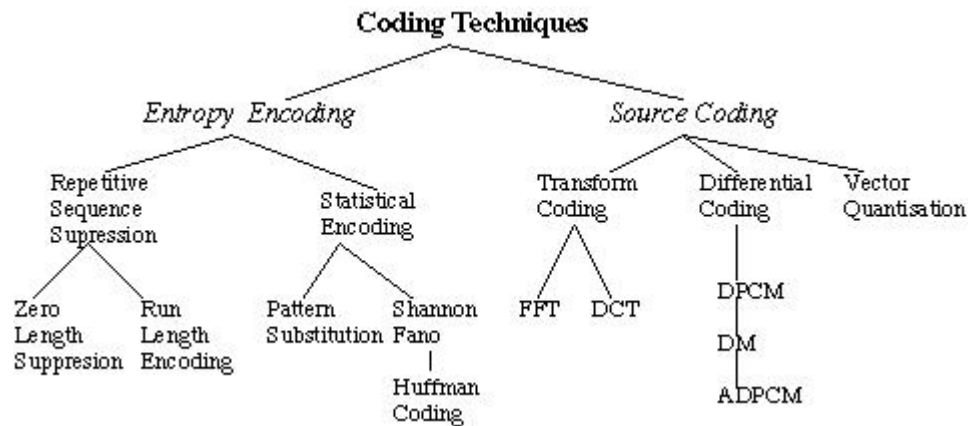 Coding Techniques
Entropy Encoding
Source Coding
Repetitive
Sequence
Supression
Statistical
Encoding
Transform
Coding
Differential
Coding
Vector
Quantisation
Zero
Length
Suppresion
Run
Length
Encoding
Pattern
Substitution
Shannon
Fano
Huffman
Coding
FFT
DCT
DPCM
DM
ADPCM